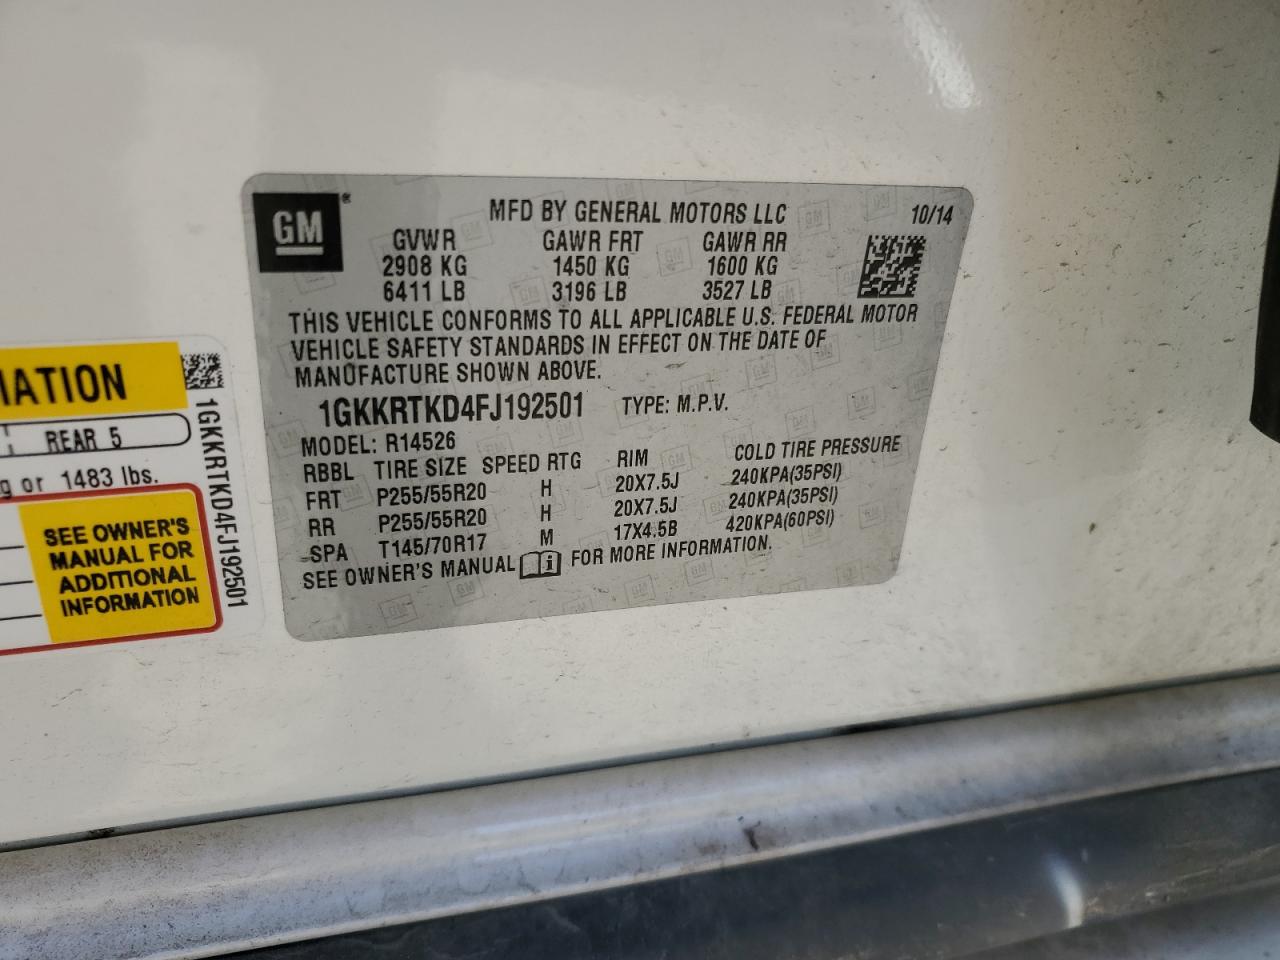 GM®
MFD BY GENERAL MOTORS LLC 10/14
GVWR GAWR FRT GAWR RR
2908 KG 1450 KG 1600 KG
6411 LB 3196 LB 3527 LB
THIS VEHICLE CONFORMS TO ALL APPLICABLE U.S. FEDERAL MOTOR
VEHICLE SAFETY STANDARDS IN EFFECT ON THE DATE OF
MANUFACTURE SHOWN ABOVE.
1GKKRTKD4FJ192501 TYPE: M.P.V.
MODEL: R14526
RBBL TIRE SIZE SPEED RTG RIM COLD TIRE PRESSURE
FRT P255/55R20 H 20X7.5J 240KPA(35PSI)
RR P255/55R20 H 20X7.5J 240KPA(35PSI)
SPA T145/70R17 M 17X4.5B 420KPA(60PSI)
SEE OWNER'S MANUAL i FOR MORE INFORMATION.
MATION
REAR 5
g or 1483 lbs.
SEE OWNER'S
MANUAL FOR
ADDITIONAL
INFORMATION
1GKKRTKD4FJ192501